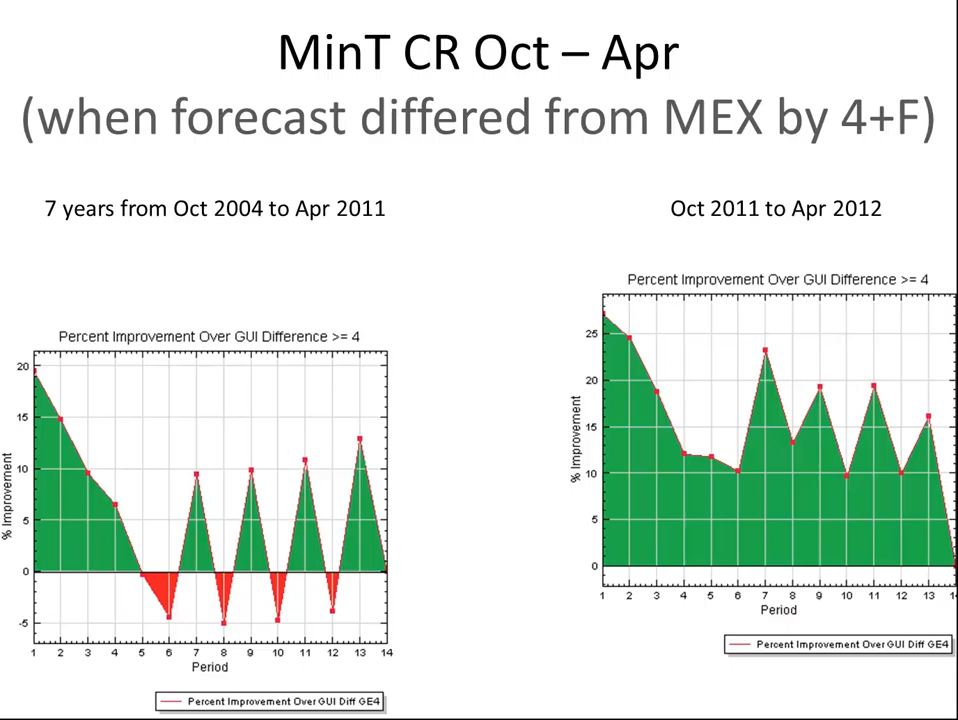 MinT CR Oct – Apr
(when forecast differed from MEX by 4+F)
7 years from Oct 2004 to Apr 2011
Percent Improvement Over GUI Difference >= 4
20
15
10
5
0
-5
% Improvement
1 2 3 4 5 6 7 8 9 10 11 12 13 14
Period
Percent Improvement Over GUI Diff GE4
Oct 2011 to Apr 2012
Percent Improvement Over GUI Difference >= 4
25
20
15
10
5
0
% Improvement
1 2 3 4 5 6 7 8 9 10 11 12 13
Period
Percent Improvement Over GUI Diff GE4